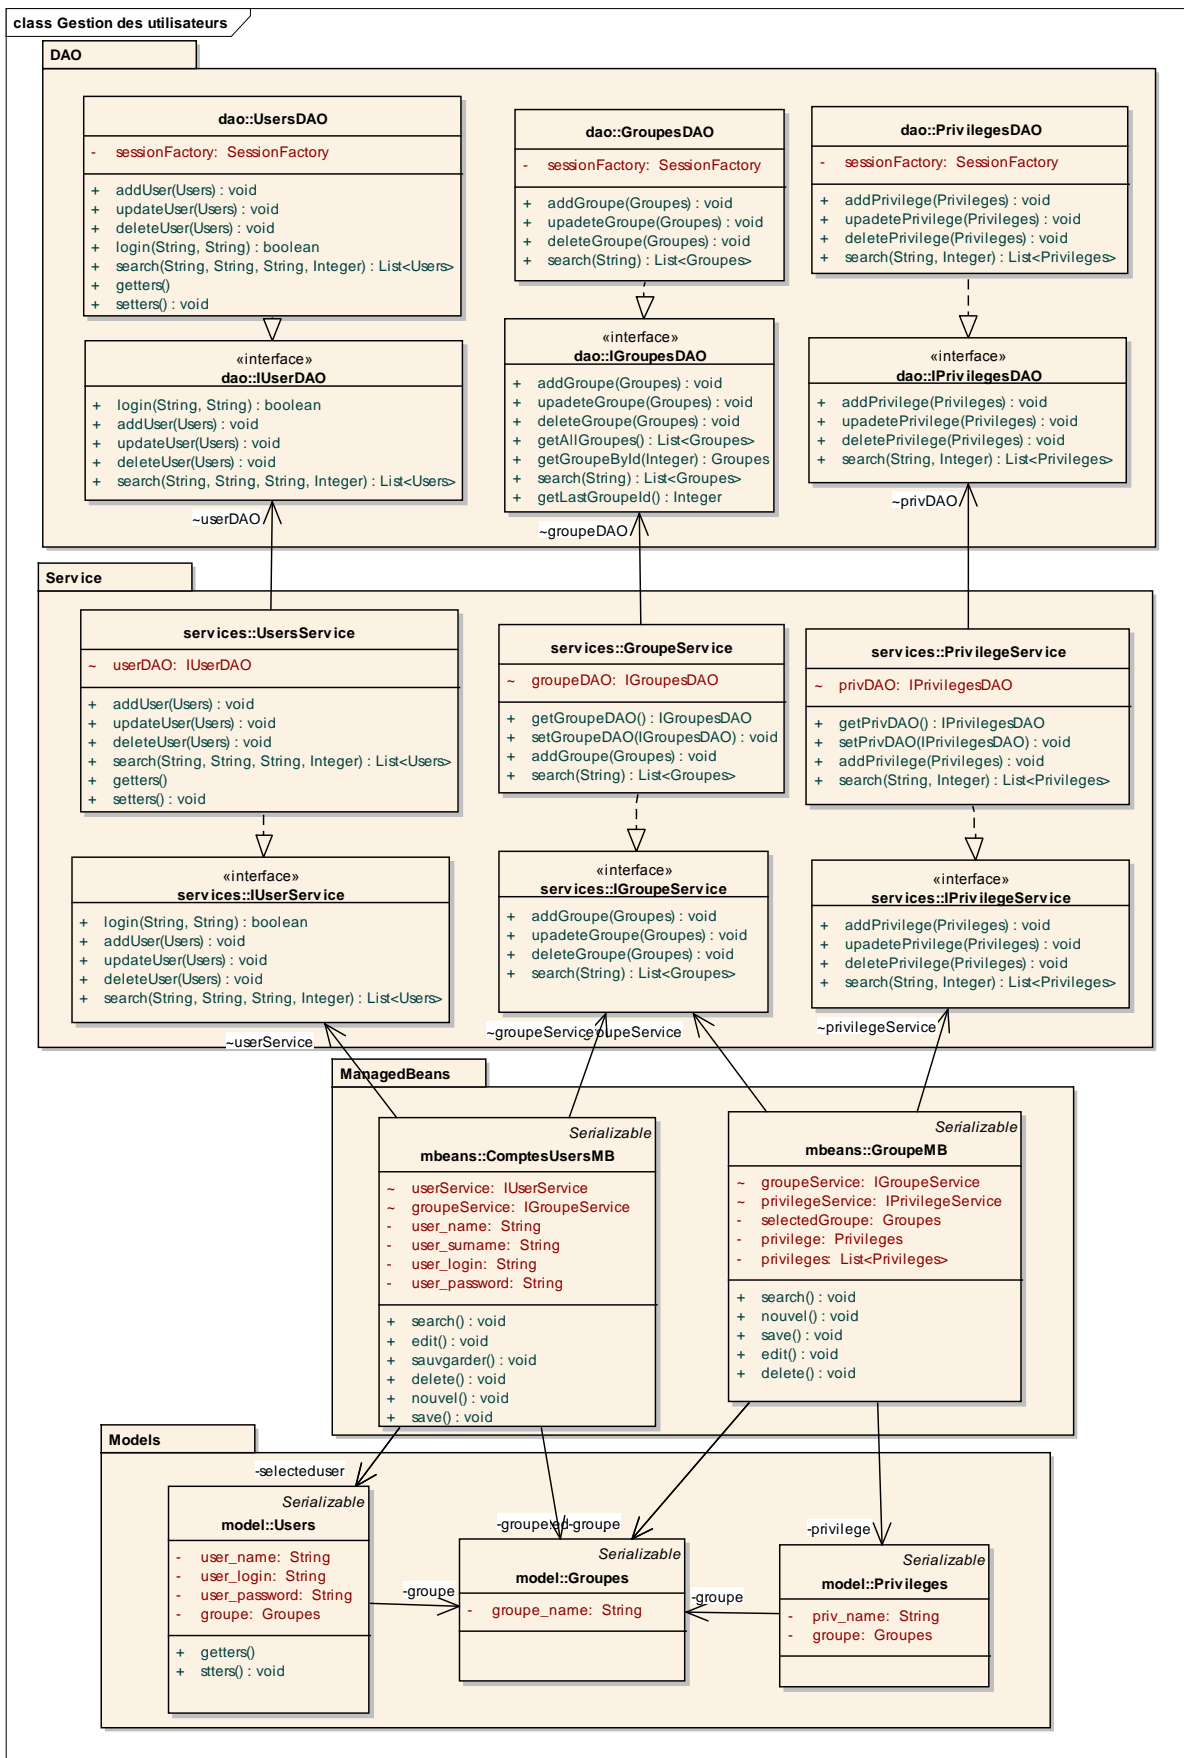 class Gestion des utilisateurs
DAO
dao::UsersDAO
- sessionFactory: SessionFactory
+ addUser(Users) : void
+ updateUser(Users) : void
+ deleteUser(Users) : void
+ login(String, String) : boolean
+ search(String, String, String, Integer) : List<Users>
+ getters()
+ setters() : void
dao::GroupesDAO
- sessionFactory: SessionFactory
+ addGroupe(Groupes) : void
+ upadeteGroupe(Groupes) : void
+ deleteGroupe(Groupes) : void
+ search(String) : List<Groupes>
dao::PrivilegesDAO
- sessionFactory: SessionFactory
+ addPrivilege(Privileges) : void
+ upadetePrivilege(Privileges) : void
+ deletePrivilege(Privileges) : void
+ search(String, Integer) : List<Privileges>
«interface»
dao::IUserDAO
+ login(String, String) : boolean
+ addUser(Users) : void
+ updateUser(Users) : void
+ deleteUser(Users) : void
+ search(String, String, String, Integer) : List<Users>
«interface»
dao::IGroupesDAO
+ addGroupe(Groupes) : void
+ upadeteGroupe(Groupes) : void
+ deleteGroupe(Groupes) : void
+ getAllGroupes() : List<Groupes>
+ getGroupeById(Integer) : Groupes
+ search(String) : List<Groupes>
+ getLastGroupeId() : Integer
«interface»
dao::IPrivilegesDAO
+ addPrivilege(Privileges) : void
+ upadetePrivilege(Privileges) : void
+ deletePrivilege(Privileges) : void
+ search(String, Integer) : List<Privileges>
~userDAO
~groupeDAO
~privDAO
Service
services::UsersService
~ userDAO: IUserDAO
+ addUser(Users) : void
+ updateUser(Users) : void
+ deleteUser(Users) : void
+ search(String, String, String, Integer) : List<Users>
+ getters()
+ setters() : void
services::GroupeService
~ groupeDAO: IGroupesDAO
+ getGroupeDAO() : IGroupesDAO
+ setGroupeDAO(IGroupesDAO) : void
+ addGroupe(Groupes) : void
+ search(String) : List<Groupes>
services::PrivilegeService
~ privDAO: IPrivilegesDAO
+ getPrivDAO() : IPrivilegesDAO
+ setPrivDAO(IPrivilegesDAO) : void
+ addPrivilege(Privileges) : void
+ search(String, Integer) : List<Privileges>
«interface»
services::IUserService
+ login(String, String) : boolean
+ addUser(Users) : void
+ updateUser(Users) : void
+ deleteUser(Users) : void
+ search(String, String, String, Integer) : List<Users>
«interface»
services::IGroupeService
+ addGroupe(Groupes) : void
+ upadeteGroupe(Groupes) : void
+ deleteGroupe(Groupes) : void
+ search(String) : List<Groupes>
«interface»
services::IPrivilegeService
+ addPrivilege(Privileges) : void
+ upadetePrivilege(Privileges) : void
+ deletePrivilege(Privileges) : void
+ search(String, Integer) : List<Privileges>
~userService
~groupeService
~privilegeService
ManagedBeans
Serializable
mbeans::ComptesUsersMB
~ userService: IUserService
~ groupeService: IGroupeService
- user_name: String
- user_surname: String
- user_login: String
- user_password: String
+ search() : void
+ edit() : void
+ sauvgarder() : void
+ delete() : void
+ nouvel() : void
+ save() : void
Serializable
mbeans::GroupeMB
~ groupeService: IGroupeService
~ privilegeService: IPrivilegeService
- selectedGroupe: Groupes
- privilege: Privileges
- privileges: List<Privileges>
+ search() : void
+ nouvel() : void
+ save() : void
+ edit() : void
+ delete() : void
Models
-selecteduser
-groupe
-groupe
-privilege
Serializable
model::Users
- user_name: String
- user_login: String
- user_password: String
- groupe: Groupes
+ getters()
+ stters() : void
-groupe
Serializable
model::Groupes
- groupe_name: String
-groupe
Serializable
model::Privileges
- priv_name: String
- groupe: Groupes